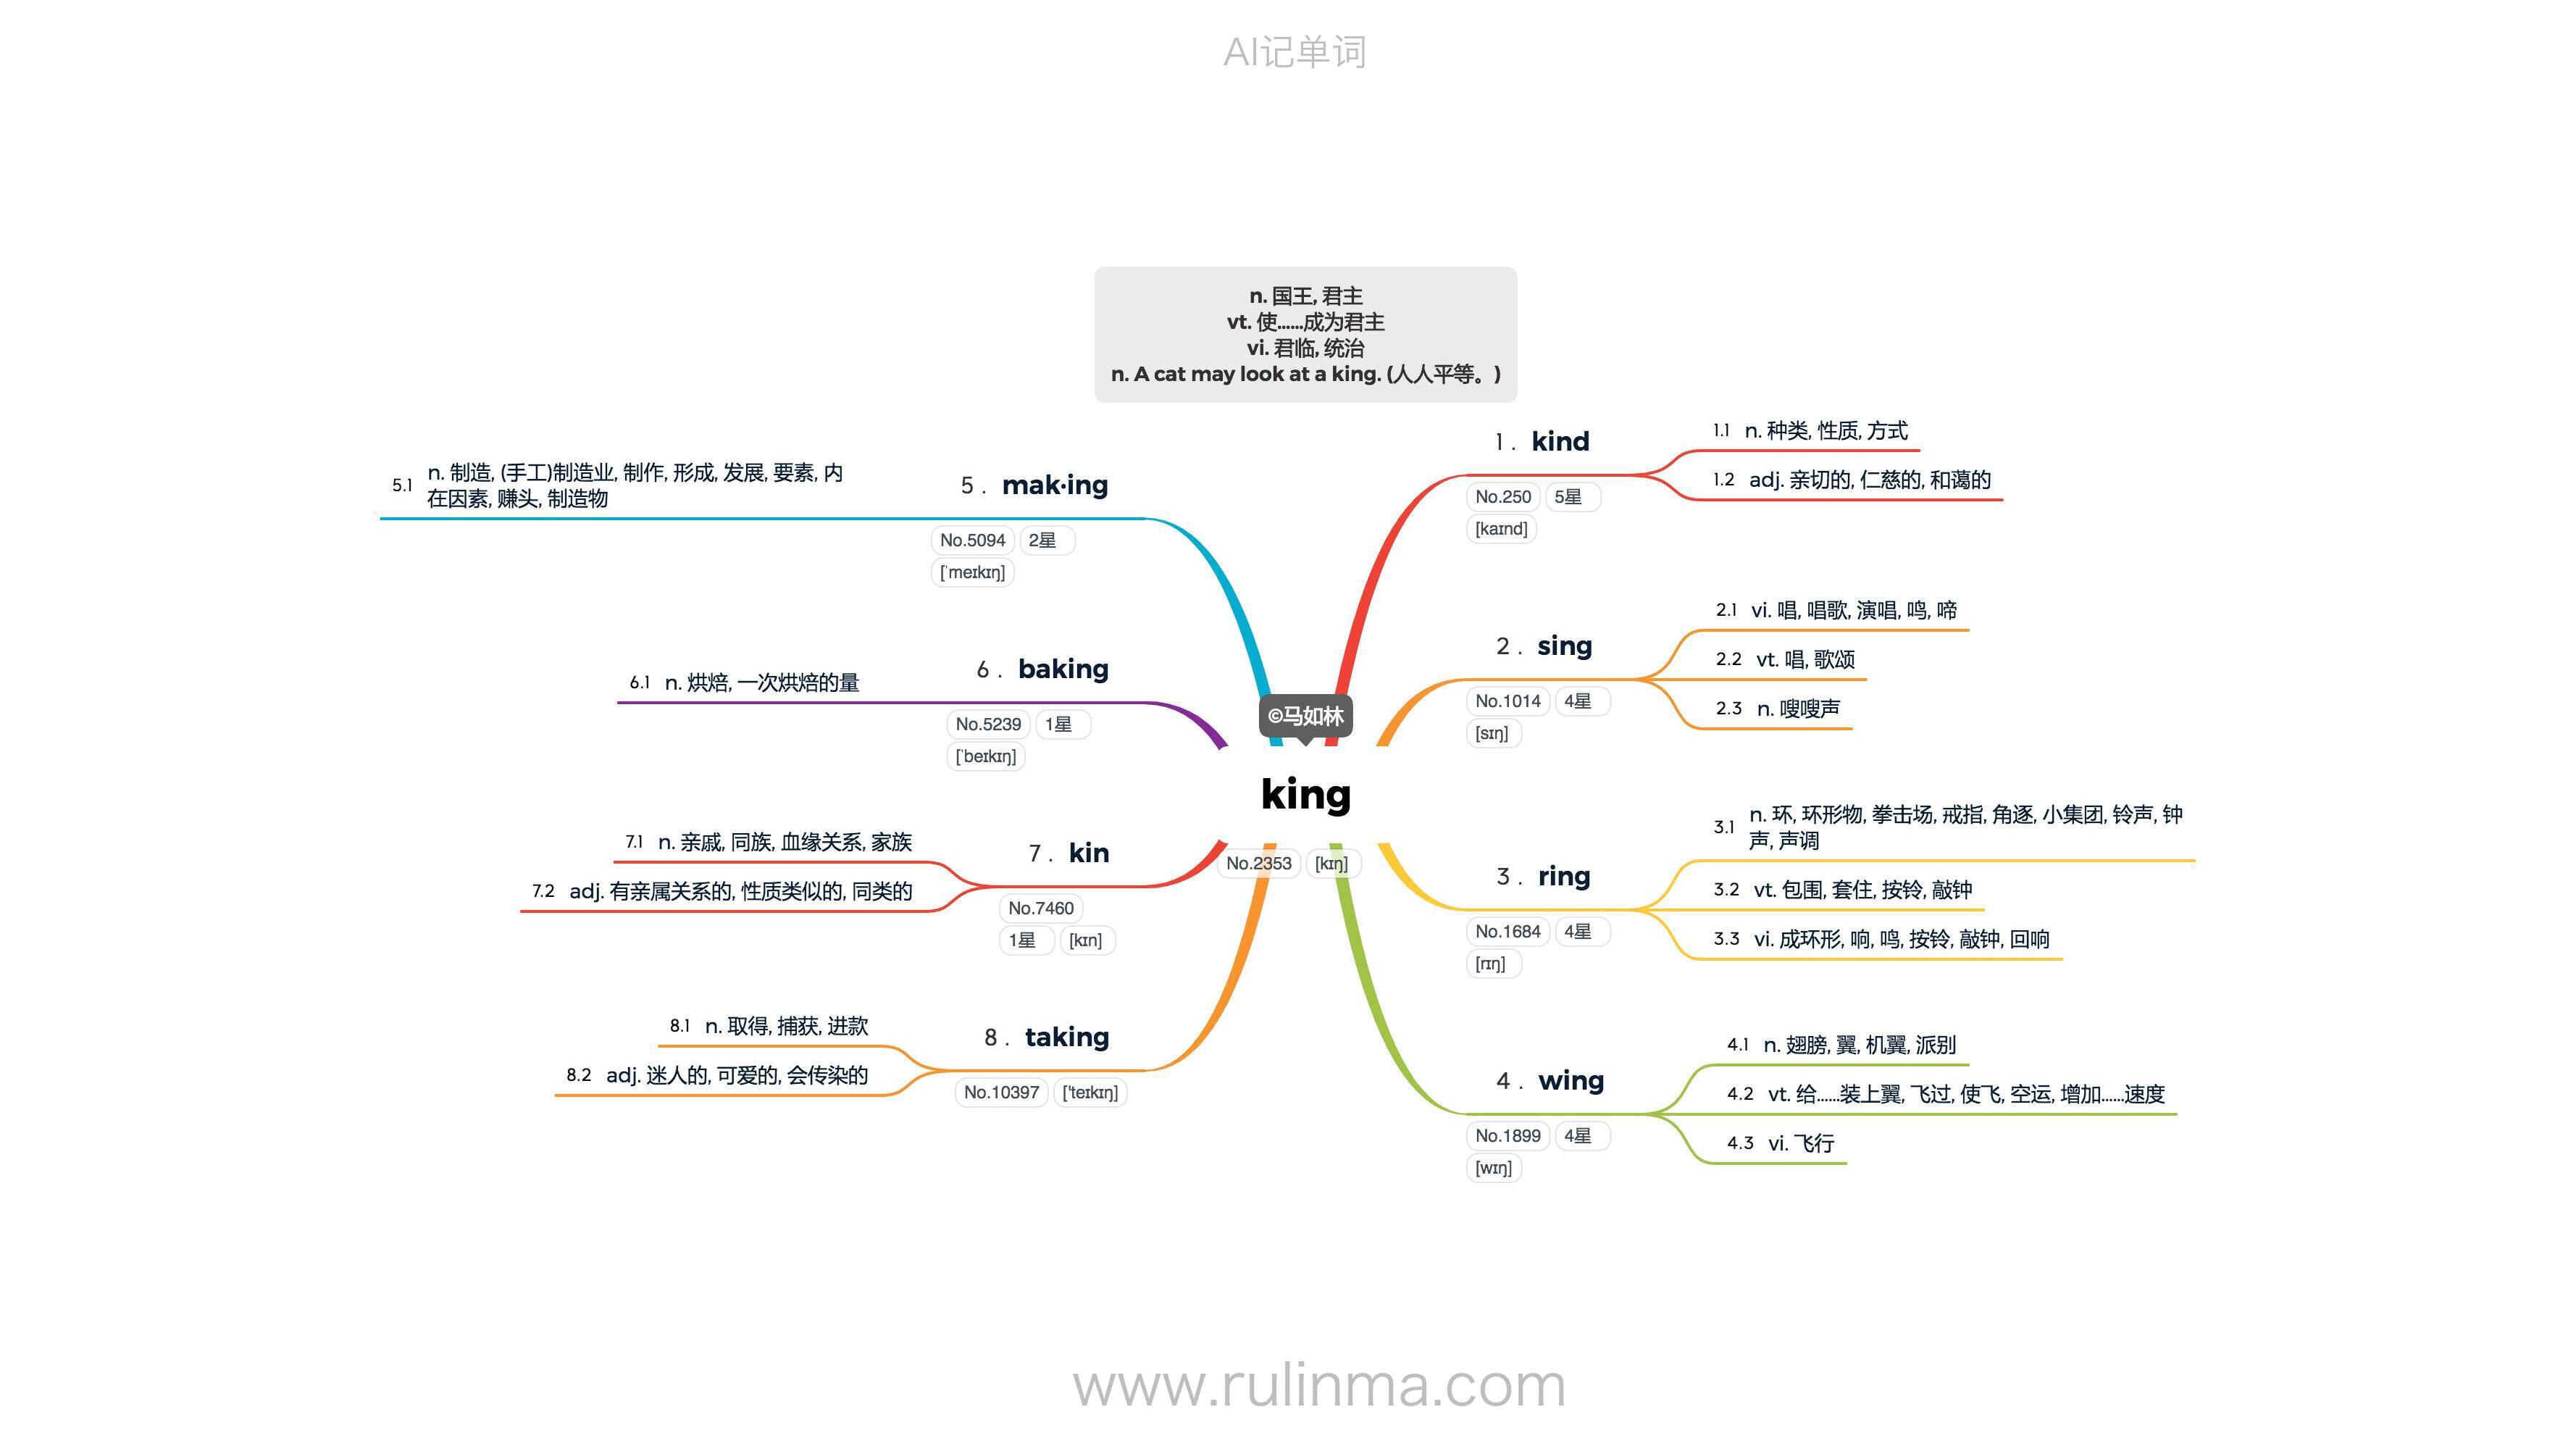 AI记单词
n. 国王, 君主
vt. 使......成为君主
vi. 君临, 统治
n. A cat may look at a king. (人人平等。)
©马如林
king
No.2353 [kɪŋ]
1 . kind
No.250 5星
[kaɪnd]
1.1 n. 种类, 性质, 方式
1.2 adj. 亲切的, 仁慈的, 和蔼的
2 . sing
No.1014 4星
[sɪŋ]
2.1 vi. 唱, 唱歌, 演唱, 鸣, 啼
2.2 vt. 唱, 歌颂
2.3 n. 嗖嗖声
3 . ring
No.1684 4星
[rɪŋ]
3.1 n. 环, 环形物, 拳击场, 戒指, 角逐, 小集团, 铃声, 钟
声, 声调
3.2 vt. 包围, 套住, 按铃, 敲钟
3.3 vi. 成环形, 响, 鸣, 按铃, 敲钟, 回响
4 . wing
No.1899 4星
[wɪŋ]
4.1 n. 翅膀, 翼, 机翼, 派别
4.2 vt. 给......装上翼, 飞过, 使飞, 空运, 增加......速度
4.3 vi. 飞行
5 . mak·ing
No.5094 2星
[ˈmeɪkɪŋ]
5.1 n. 制造, (手工)制造业, 制作, 形成, 发展, 要素, 内
在因素, 赚头, 制造物
6 . baking
No.5239 1星
[ˈbeɪkɪŋ]
6.1 n. 烘焙, 一次烘焙的量
7 . kin
No.7460
1星 [kɪn]
7.1 n. 亲戚, 同族, 血缘关系, 家族
7.2 adj. 有亲属关系的, 性质类似的, 同类的
8 . taking
No.10397 ['teɪkɪŋ]
8.1 n. 取得, 捕获, 进款
8.2 adj. 迷人的, 可爱的, 会传染的
www.rulinma.com